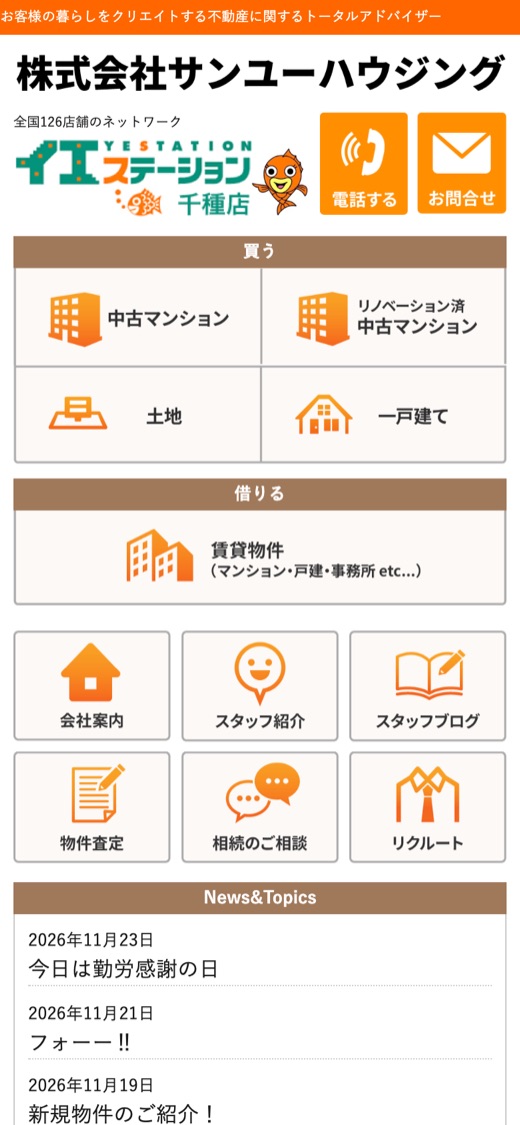 お客様の暮らしをクリエイトする不動産に関するトータルアドバイザー
株式会社サンユーハウジング
全国126店舗のネットワーク
YESTATION
イエステーション
千種店
電話する
お問合せ
買う
中古マンション
リノベーション済
中古マンション
土地
一戸建て
借りる
賃貸物件
（マンション・戸建・事務所 etc...）
会社案内
スタッフ紹介
スタッフブログ
物件査定
相続のご相談
リクルート
News&Topics
2026年11月23日
今日は勤労感謝の日
2026年11月21日
フォーー‼
2026年11月19日
新規物件のご紹介！